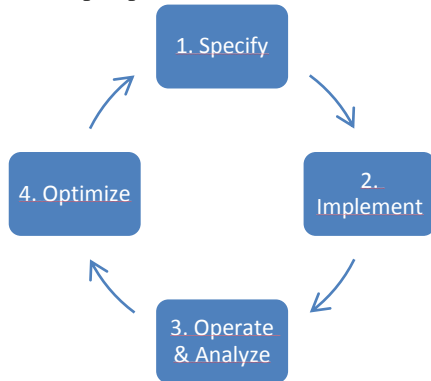 1. Specify
2.
Implement
3. Operate
& Analyze
4. Optimize